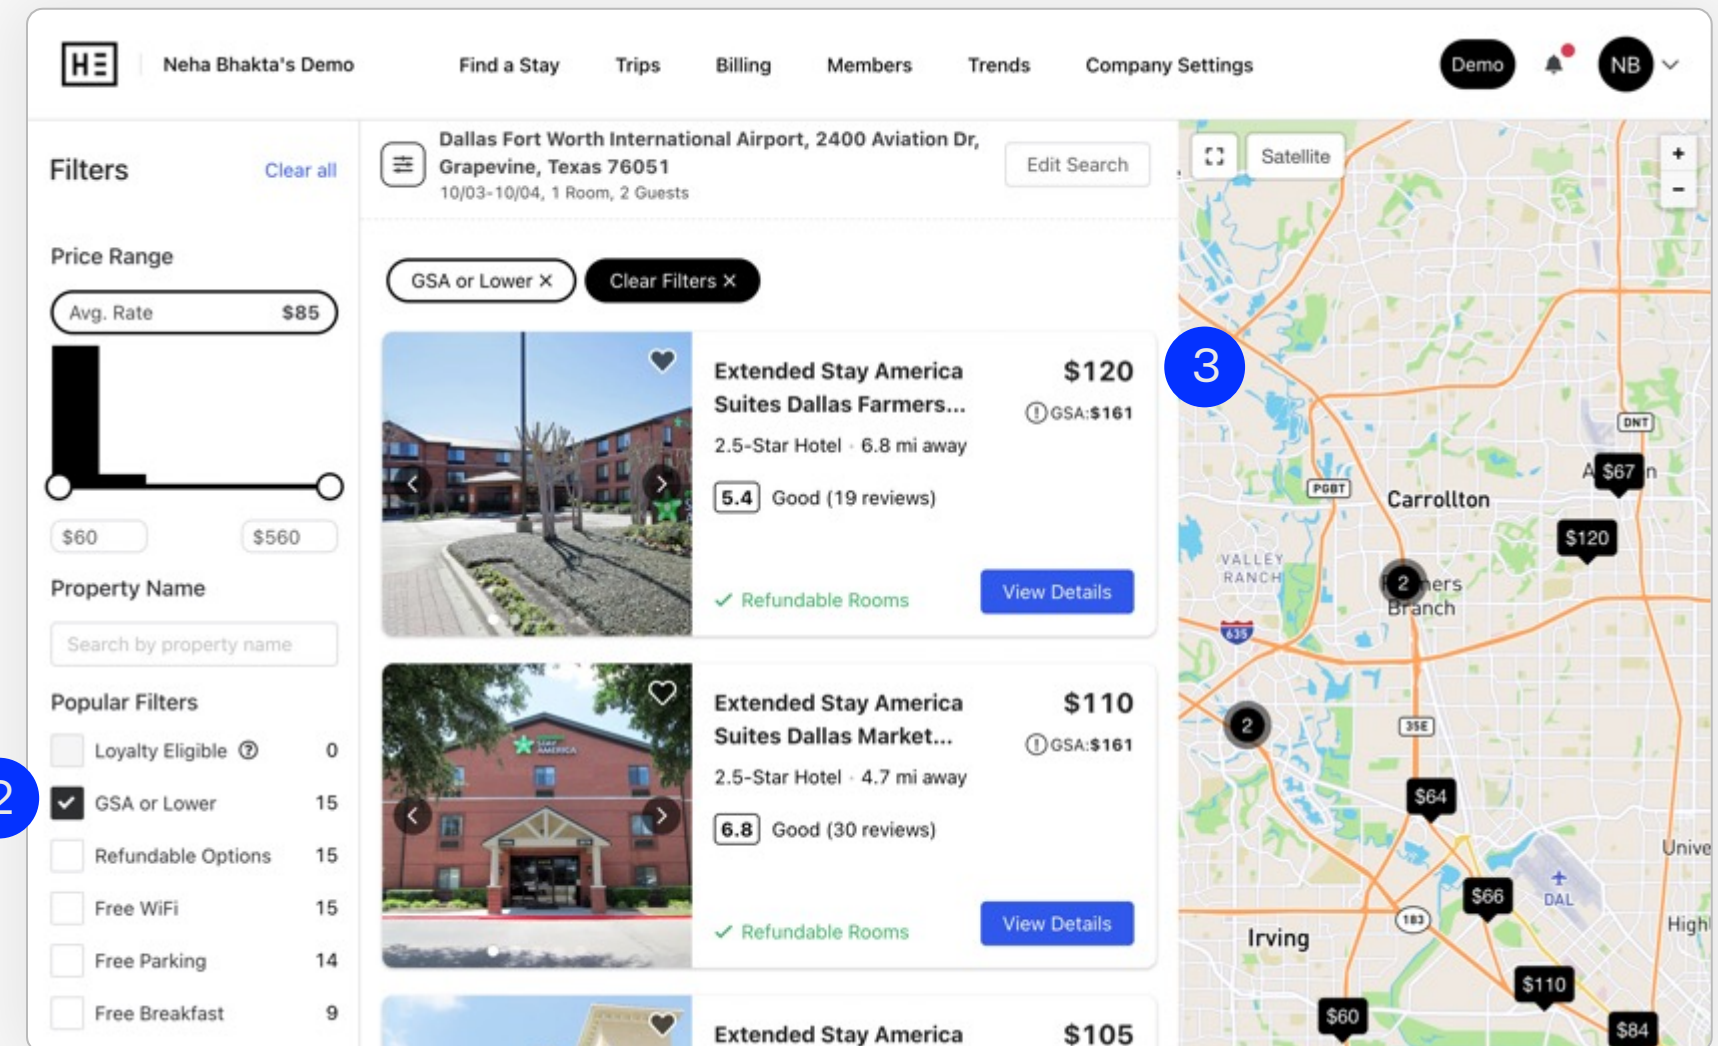 HE
Neha Bhakta's Demo
Find a Stay
Trips
Billing
Members
Trends
Company Settings
Demo
NB
Filters
Clear all
Price Range
Avg. Rate $85
$60 $560
Property Name
Search by property name
Popular Filters
Loyalty Eligible ? 0
2
GSA or Lower 15
Refundable Options 15
Free WiFi 15
Free Parking 14
Free Breakfast 9
Dallas Fort Worth International Airport, 2400 Aviation Dr,
Grapevine, Texas 76051
10/03-10/04, 1 Room, 2 Guests
Edit Search
GSA or Lower ×
Clear Filters ×
Extended Stay America $120
Suites Dallas Farmers...
GSA:$161
2.5-Star Hotel · 6.8 mi away
5.4 Good (19 reviews)
Refundable Rooms
View Details
3
STAY
AMERICA
Extended Stay America $110
Suites Dallas Market...
GSA:$161
2.5-Star Hotel · 4.7 mi away
6.8 Good (30 reviews)
Refundable Rooms
View Details
Extended Stay America $105
Satellite
+
−
DNT
$67
PGBT
Carrollton
$120
VALLEY
RANCH
2
Branch
635
2
35E
$64
Unive
$66
DAL
183
Highl
Irving
$110
$60
$84